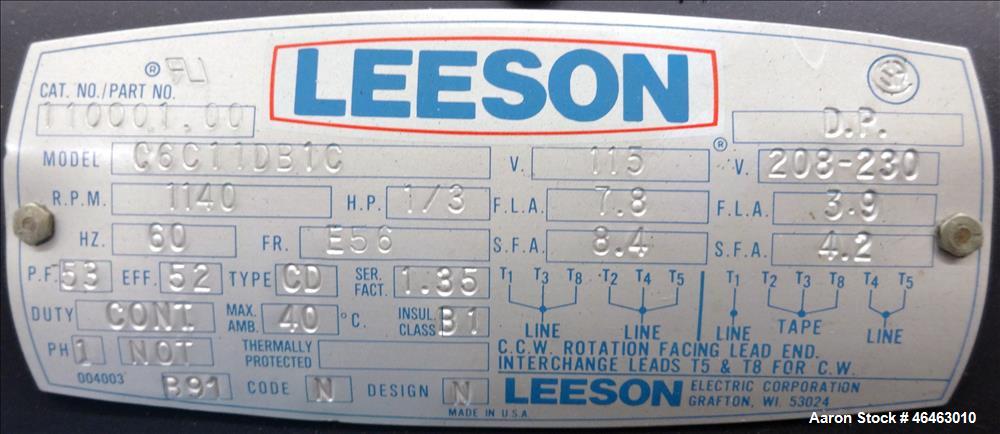 LEESON
CAT. NO./PART NO.
110001.00
D.P.
MODEL C6C11DB1C V. 115 V. 208-230
R.P.M. 1140 H.P. 1/3 F.L.A. 7.8 F.L.A. 3.9
HZ. 60 FR. E56 S.F.A. 8.4 S.F.A. 4.2
P.F. 53 EFF. 52 TYPE CD SER. FACT. 1.35
T1 T3 T8 T2 T4 T5 T1 T2 T3 T8 T4 T5
LINE LINE LINE TAPE LINE
DUTY CONT MAX. AMB. 40 °C. INSUL. CLASS B1
PH 1 NOT THERMALLY PROTECTED
C.C.W. ROTATION FACING LEAD END.
INTERCHANGE LEADS T5 & T8 FOR C.W.
004003 B91 CODE N DESIGN N
LEESON ELECTRIC CORPORATION
GRAFTON, WI. 53024
MADE IN U.S.A.
Aaron Stock # 46463010